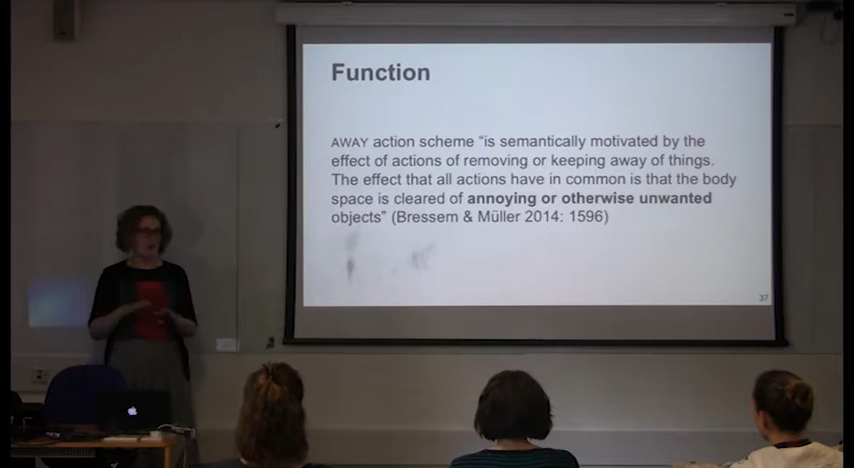 Function
AWAY action scheme “is semantically motivated by the
effect of actions of removing or keeping away of things.
The effect that all actions have in common is that the body
space is cleared of annoying or otherwise unwanted
objects” (Bressem & Müller 2014: 1596)
37